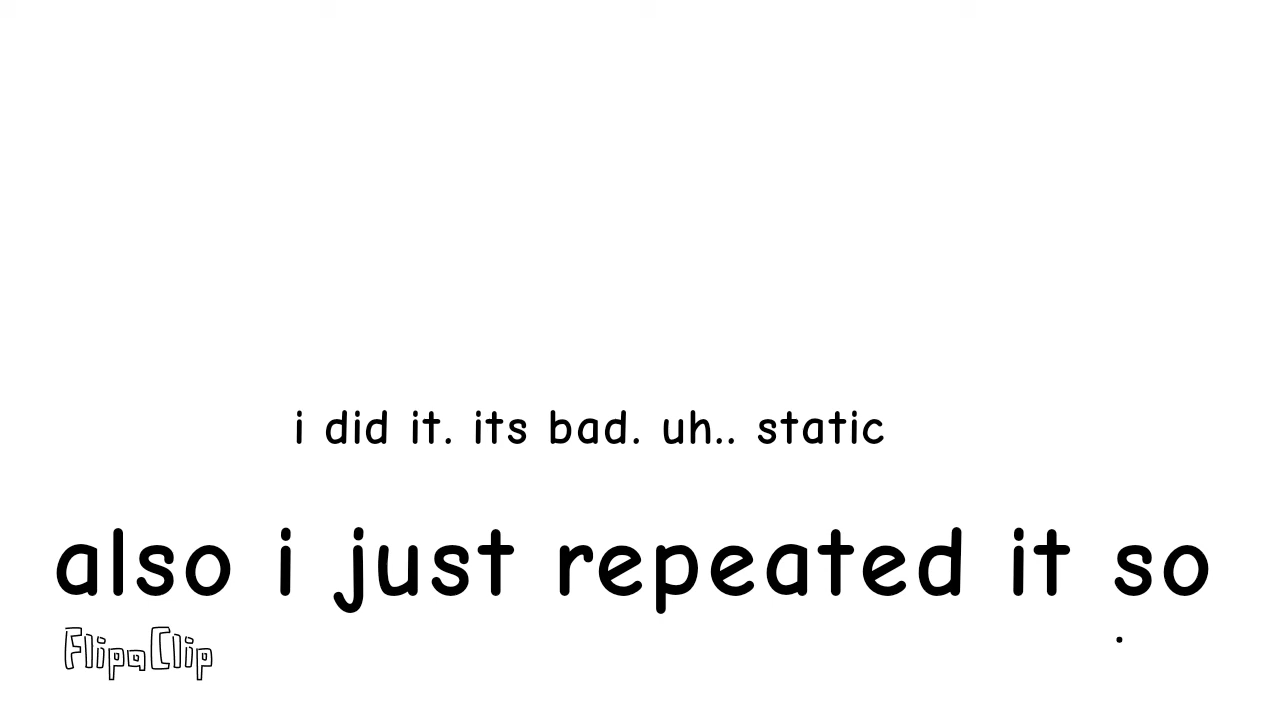 i did it. its bad. uh.. static
also i just repeated it so
.
FlipaClip